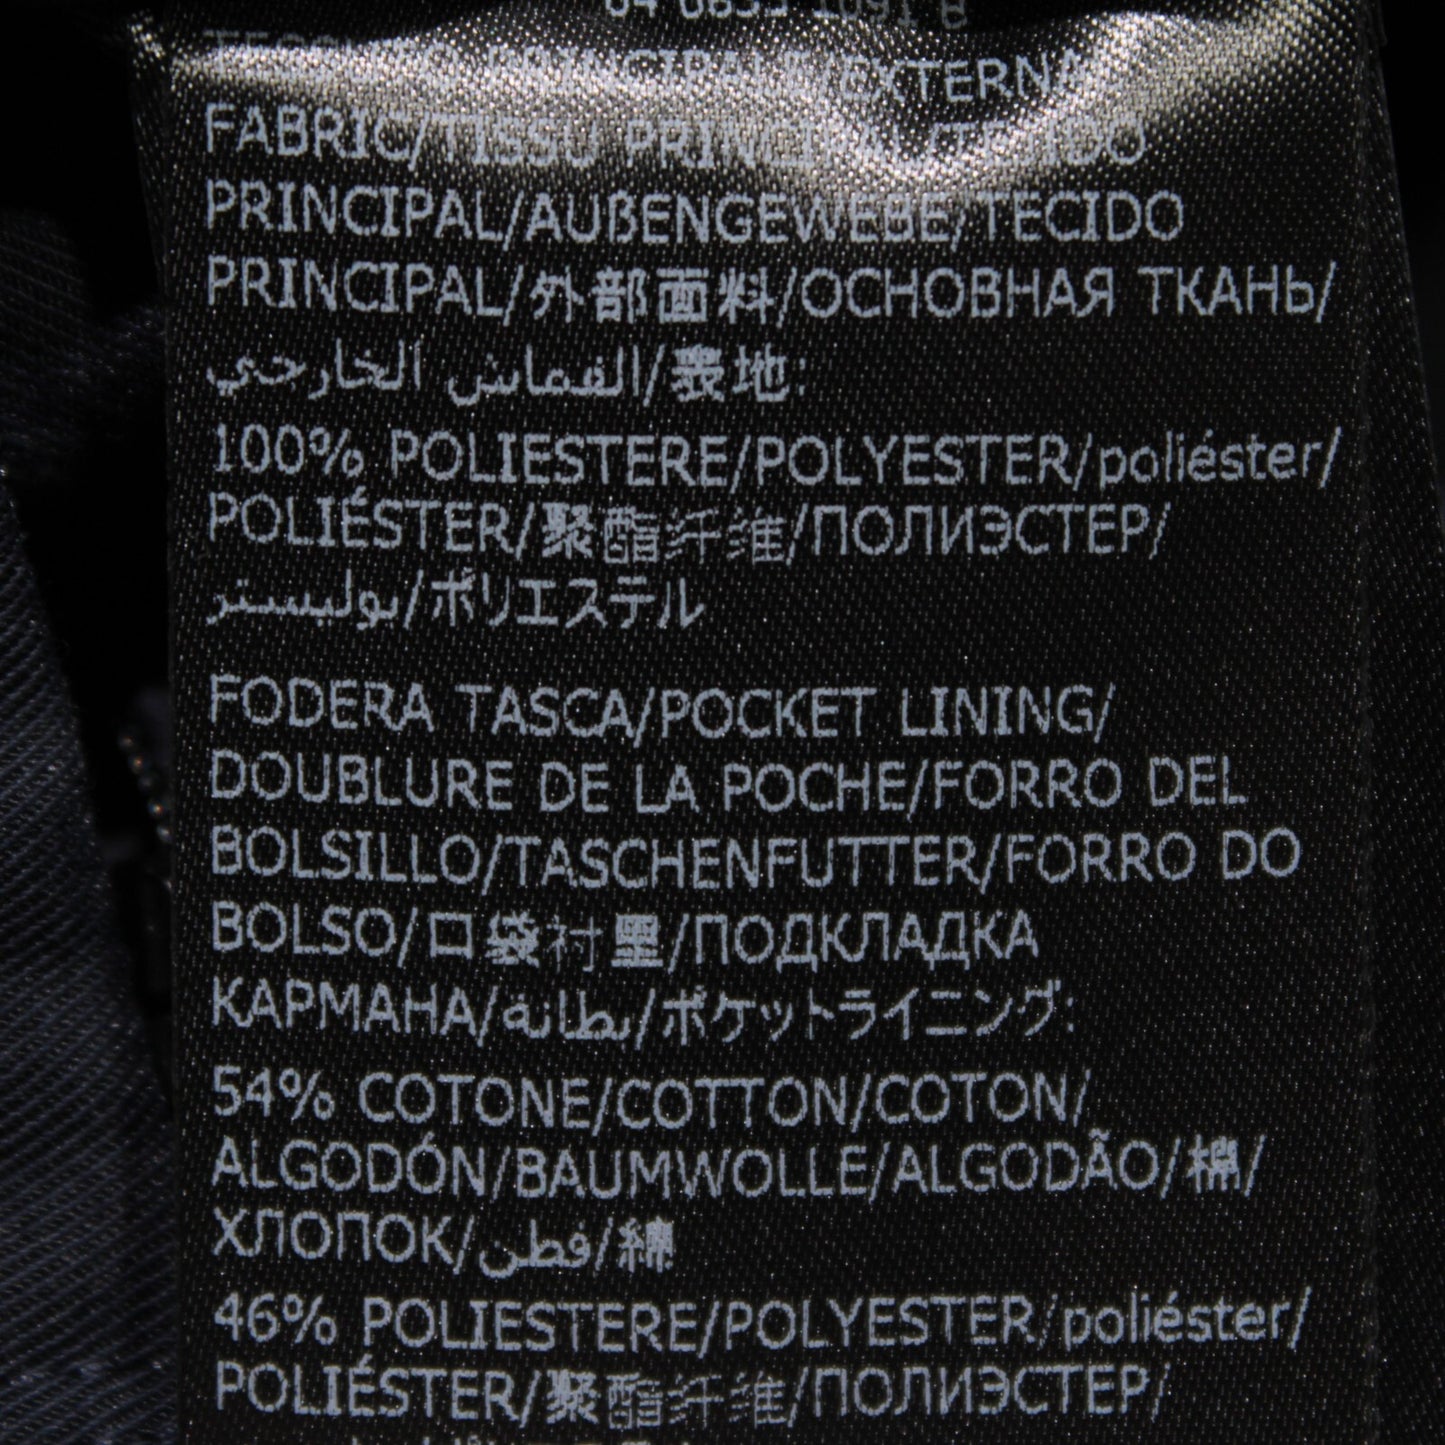 PRINCIPALE/EXTERNAL
FABRIC/TISSU PRINCIPAL/TEJIDO
PRINCIPAL/AUßENGEWEBE/TECIDO
PRINCIPAL/外部面料/ОСНОВНАЯ ТКАНЬ/
القماش الخارجي/表地:
100% POLIESTERE/POLYESTER/poliéster/
POLIÉSTER/聚酯纤维/ПОЛИЭСТЕР/
بوليستر/ポリエステル
FODERA TASCA/POCKET LINING/
DOUBLURE DE LA POCHE/FORRO DEL
BOLSILLO/TASCHENFUTTER/FORRO DO
BOLSO/口袋衬里/ПОДКЛАДКА
КАРМАНА/بطانة/ポケットライニング:
54% COTONE/COTTON/COTON/
ALGODÓN/BAUMWOLLE/ALGODÃO/棉/
ХЛОПОК/قطن/綿
46% POLIESTERE/POLYESTER/poliéster/
POLIÉSTER/聚酯纤维/ПОЛИЭСТЕР/